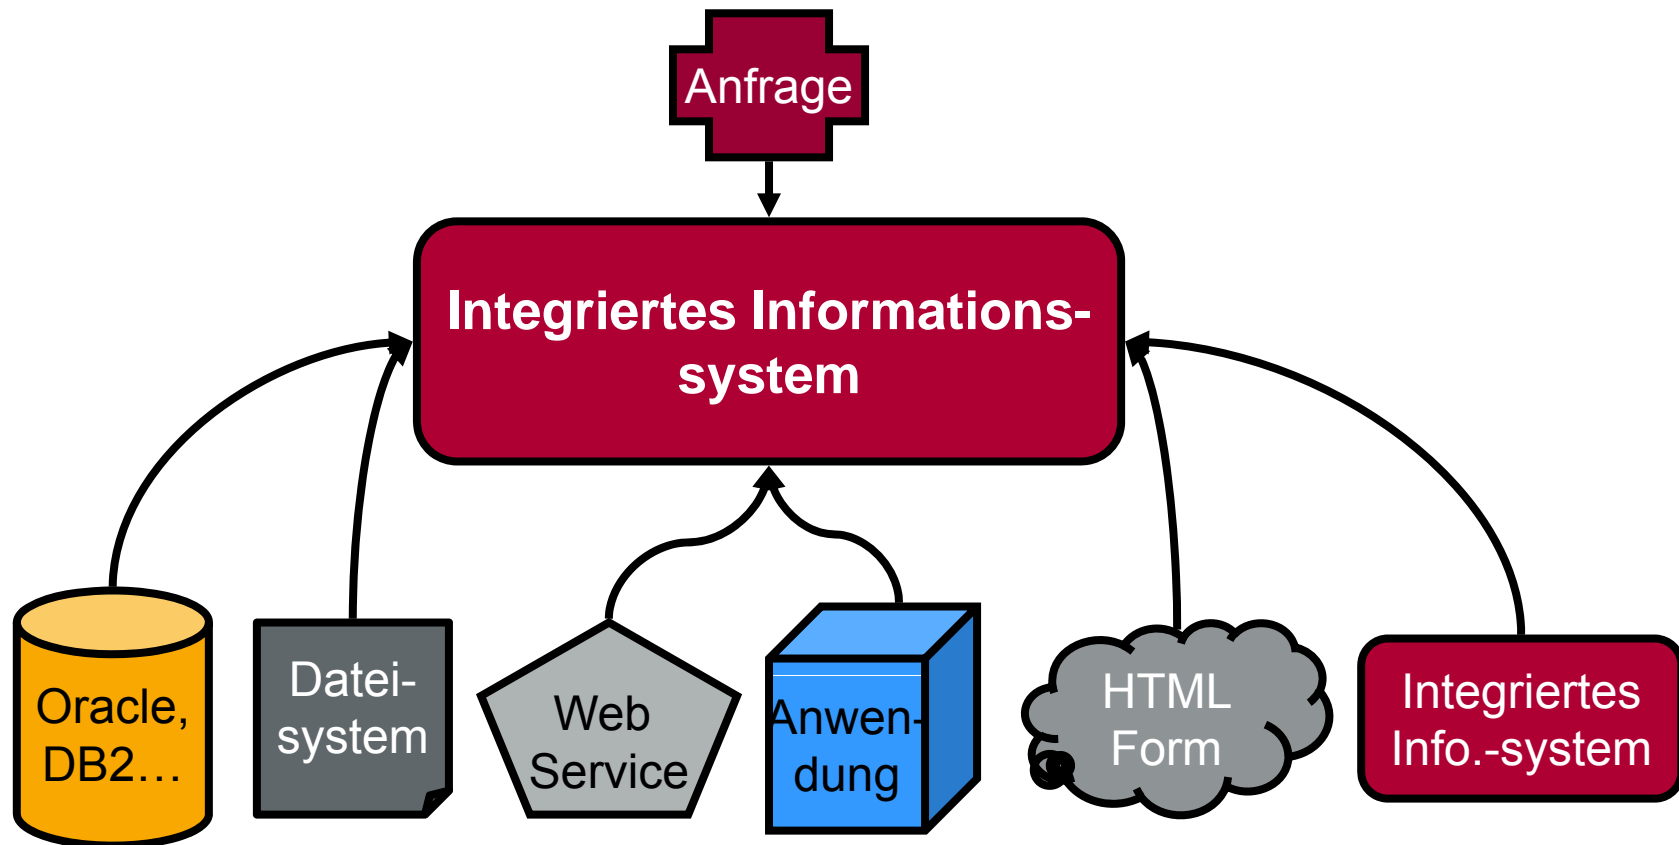 Anfrage
Integriertes Informations-
system
Oracle,
DB2…
Datei-
system
Web
Service
Anwen-
dung
HTML
Form
Integriertes
Info.-system